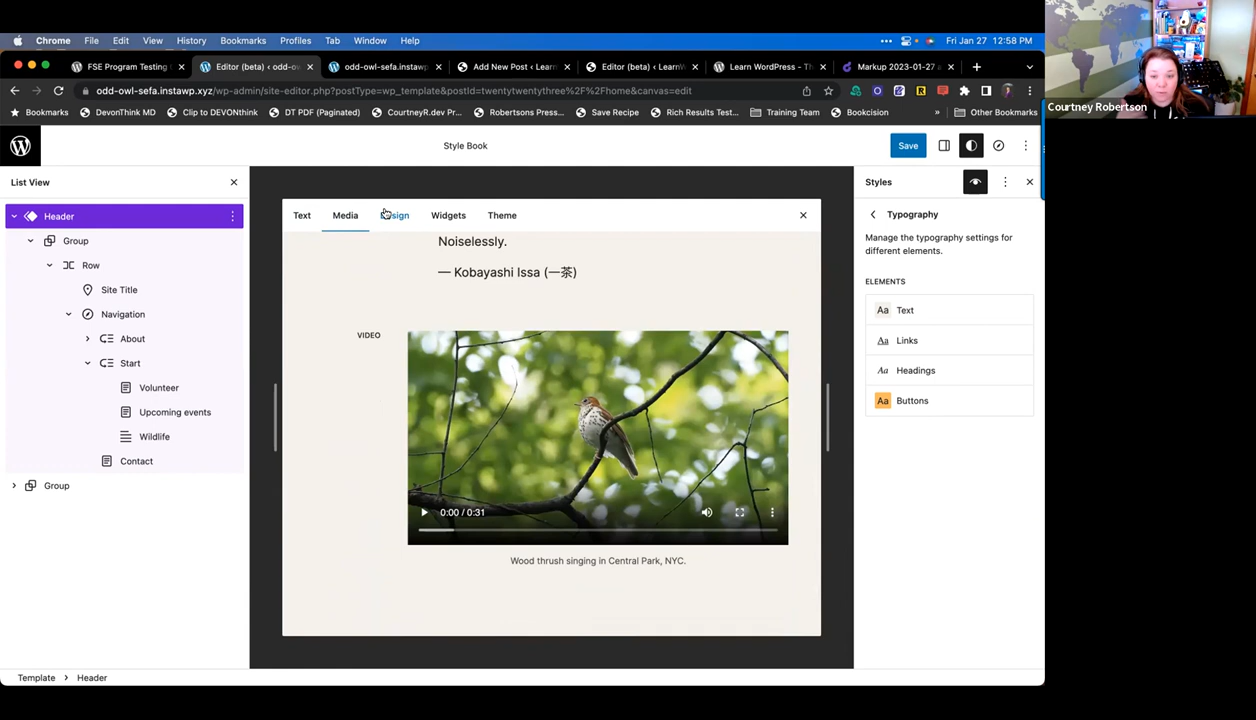 Chrome File Edit View History Bookmarks Profiles Tab Window Help
Fri Jan 27 12:58 PM
FSE Program Testing
Editor (beta) ‹ odd-o
odd-owl-sefa.instawp
Add New Post ‹ Learn
Editor (beta) ‹ Learn
Learn WordPress - Th
Markup 2023-01-27 a
odd-owl-sefa.instawp.xyz/wp-admin/site-editor.php?postType=wp_template&postId=twentytwentythree%2F%2Fhome&canvas=edit
Bookmarks DevonThink MD Clip to DEVONthink DT PDF (Paginated) CourtneyR.dev Pr... Robertsons Press... Save Recipe Rich Results Test... Training Team Bookcision » Other Bookmarks
Courtney Robertson
Style Book
Save
List View
Header
Group
Row
Site Title
Navigation
About
Start
Volunteer
Upcoming events
Wildlife
Contact
Group
Text Media Design Widgets Theme
Noiselessly.
— Kobayashi Issa (一茶)
VIDEO
0:00 / 0:31
Wood thrush singing in Central Park, NYC.
Styles
Typography
Manage the typography settings for
different elements.
ELEMENTS
Aa Text
Aa Links
Aa Headings
Aa Buttons
Template > Header